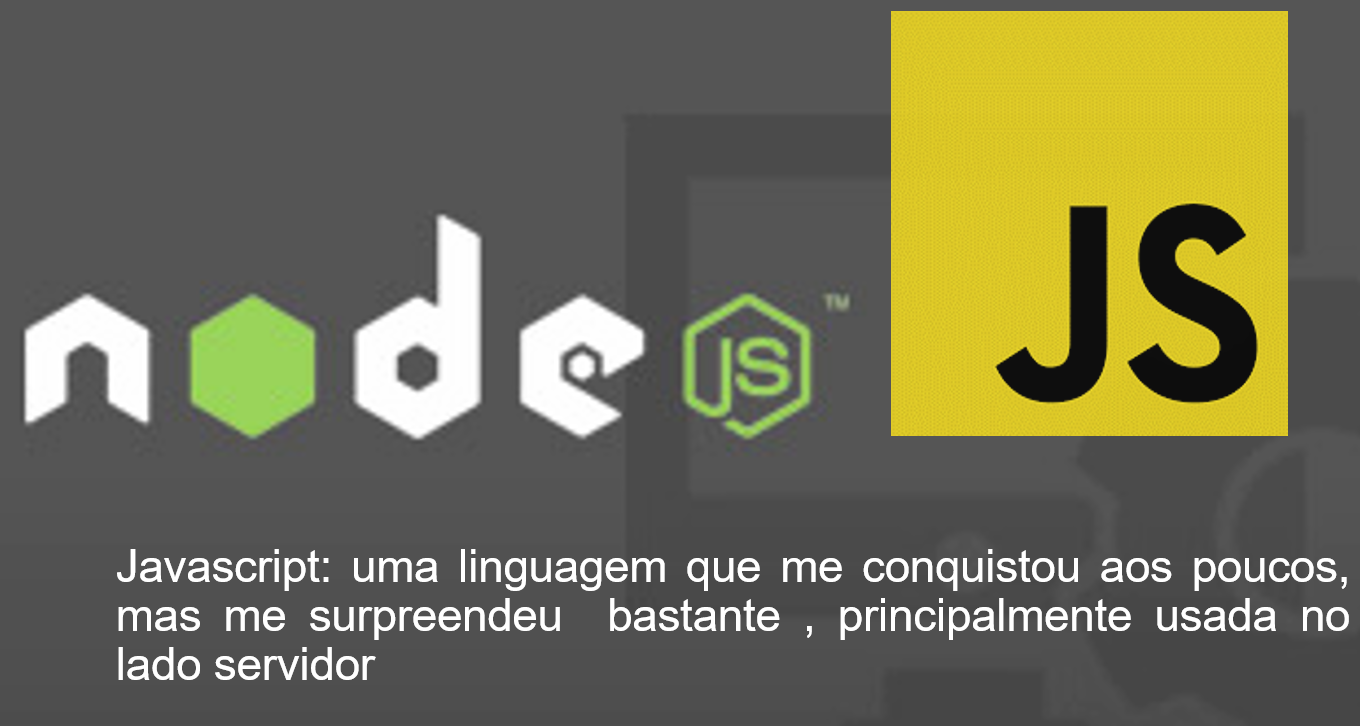 node JS ™
JS
Javascript: uma linguagem que me conquistou aos poucos,
mas me surpreendeu  bastante , principalmente usada no
lado servidor